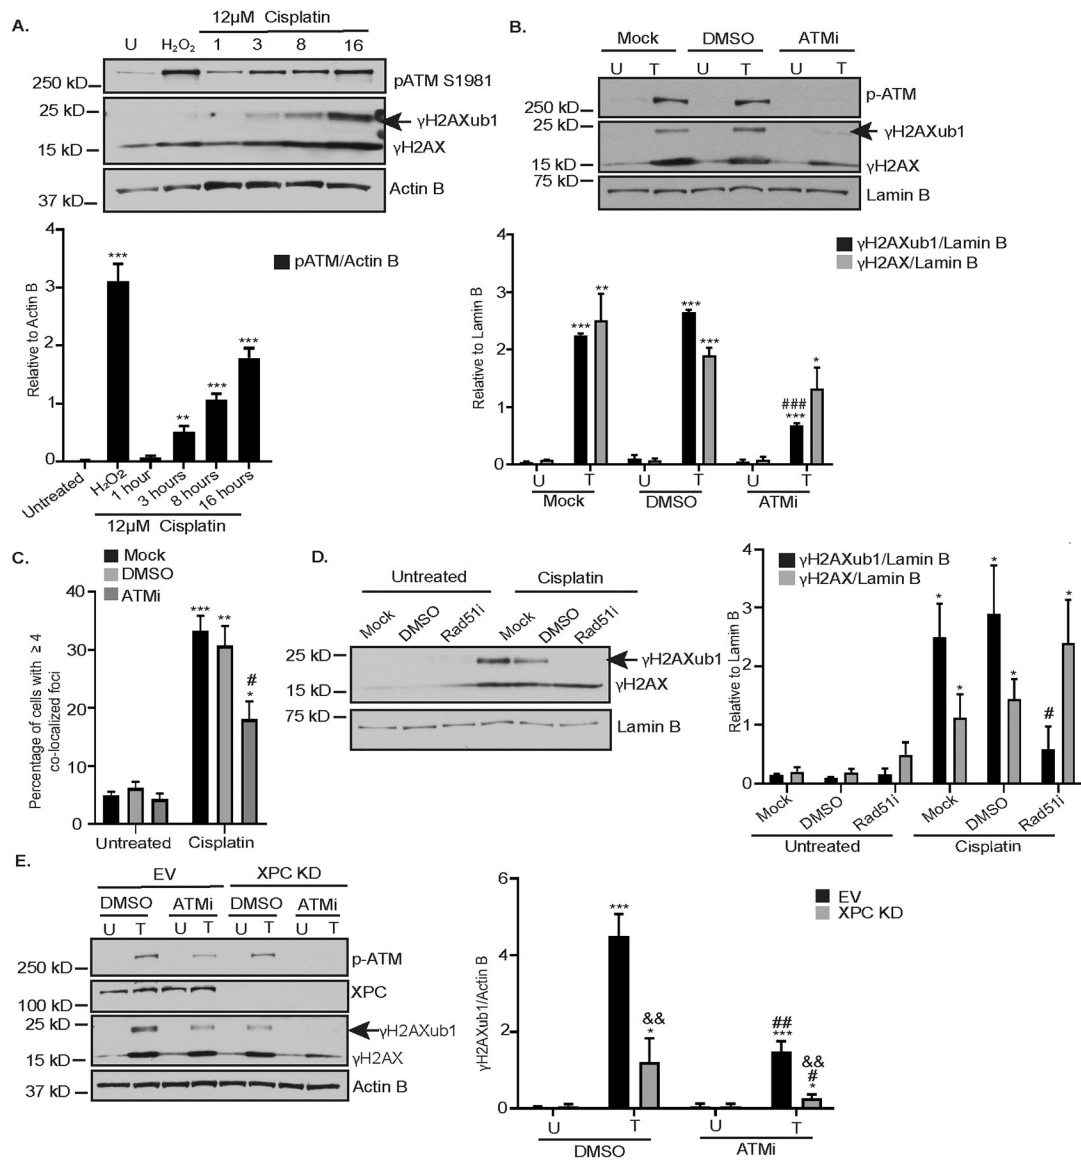 A.
12µM Cisplatin
U H₂O₂ 1 3 8 16
250 kD
pATM S1981
25 kD
γH2AXub1
15 kD
γH2AX
37 kD
Actin B
4
3
2
1
0
Relative to Actin B
pATM/Actin B
***
**
***
***
Untreated
H₂O₂
1 hour
3 hours
8 hours
16 hours
12µM Cisplatin
B.
Mock DMSO ATMi
U T U T U T
250 kD
p-ATM
25 kD
γH2AXub1
15 kD
γH2AX
75 kD
Lamin B
4
3
2
1
0
Relative to Lamin B
γH2AXub1/Lamin B
γH2AX/Lamin B
*** **
*** ***
###
*** *
U T U T U T
Mock DMSO ATMi
C.
Mock
DMSO
ATMi
40
30
20
10
0
Percentage of cells with ≥ 4
co-localized foci
*** **
#
*
Untreated Cisplatin
D.
Untreated Cisplatin
Mock DMSO Rad51i Mock DMSO Rad51i
25 kD
γH2AXub1
15 kD
γH2AX
75 kD
Lamin B
4
3
2
1
0
Relative to Lamin B
γH2AXub1/Lamin B
γH2AX/Lamin B
* *
* *
# *
Mock DMSO Rad51i Mock DMSO Rad51i
Untreated Cisplatin
E.
EV XPC KD
DMSO ATMi DMSO ATMi
U T U T U T U T
250 kD
p-ATM
100 kD
XPC
25 kD
γH2AXub1
15 kD
γH2AX
37 kD
Actin B
6
4
2
0
γH2AXub1/Actin B
EV
XPC KD
***
&&
*
##
***
&&
#
*
U T U T
DMSO ATMi